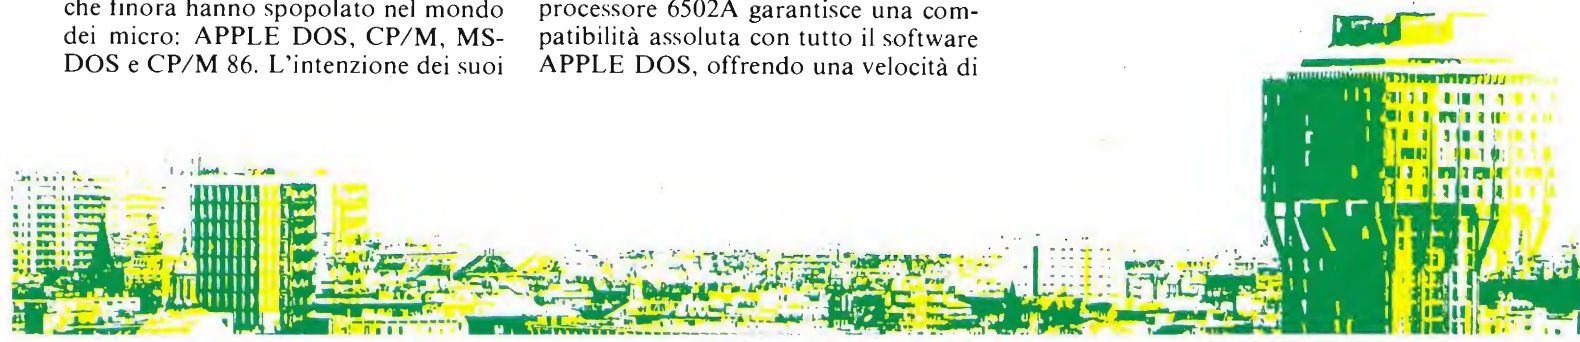 che finora hanno spopolato nel mondo
dei micro: APPLE DOS, CP/M, MS-
DOS e CP/M 86. L'intenzione dei suoi
processore 6502A garantisce una com-
patibilità assoluta con tutto il software
APPLE DOS, offrendo una velocità di